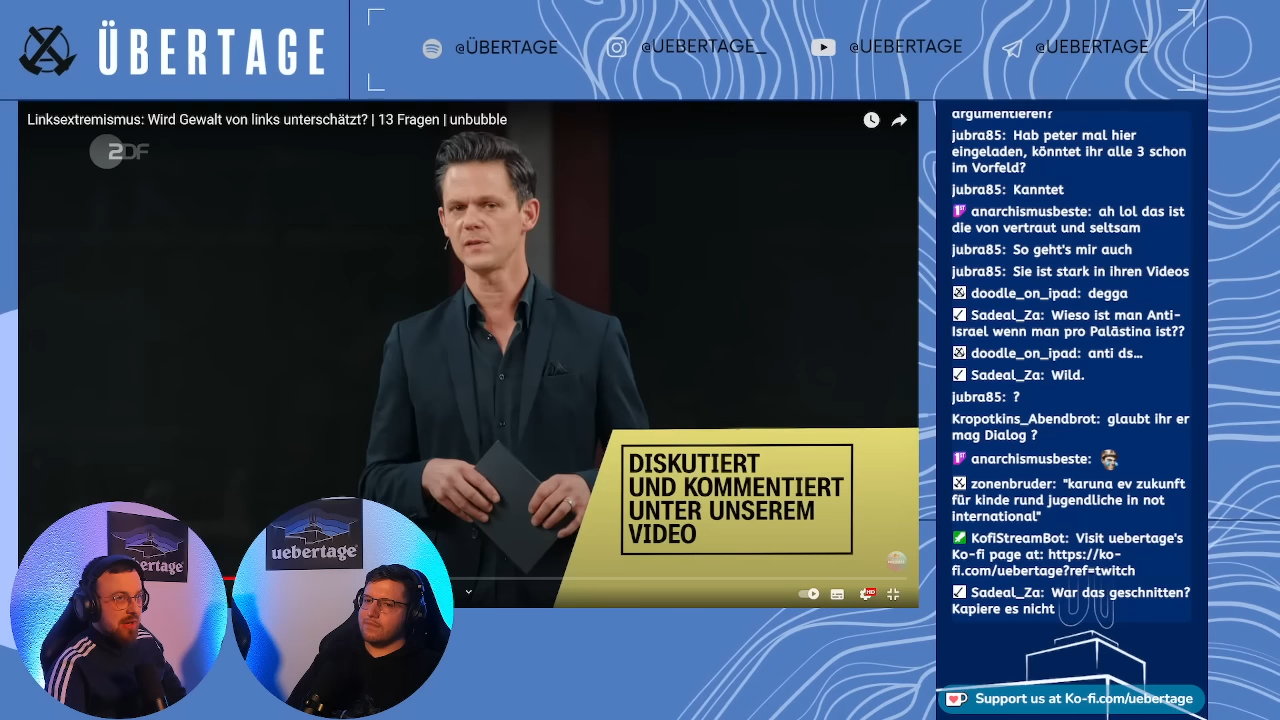 ÜBERTAGE
@ÜBERTAGE
@UEBERTAGE_
@UEBERTAGE
@UEBERTAGE
Linksextremismus: Wird Gewalt von links unterschätzt? | 13 Fragen | unbubble
2DF
DISKUTIERT
UND KOMMENTIERT
UNTER UNSEREM
VIDEO
HD
uebertage
uebertage
argumentieren?
jubra85: Hab peter mal hier
eingeladen, könntet ihr alle 3 schon
im Vorfeld?
jubra85: Kanntet
1ST anarchismusbeste: ah lol das ist
die von vertraut und seltsam
jubra85: So geht's mir auch
jubra85: Sie ist stark in ihren Videos
doodle_on_ipad: degga
Sadeal_Za: Wieso ist man Anti-
Israel wenn man pro Palästina ist??
doodle_on_ipad: anti ds...
Sadeal_Za: Wild.
jubra85: ?
Kropotkins_Abendbrot: glaubt ihr er
mag Dialog ?
1ST anarchismusbeste:
zonenbruder: "karuna ev zukunft
für kinde rund jugendliche in not
international"
KofiStreamBot: Visit uebertage's
Ko-fi page at: https://ko-
fi.com/uebertage?ref=twitch
Sadeal_Za: War das geschnitten?
Kapiere es nicht
Support us at Ko-fi.com/uebertage